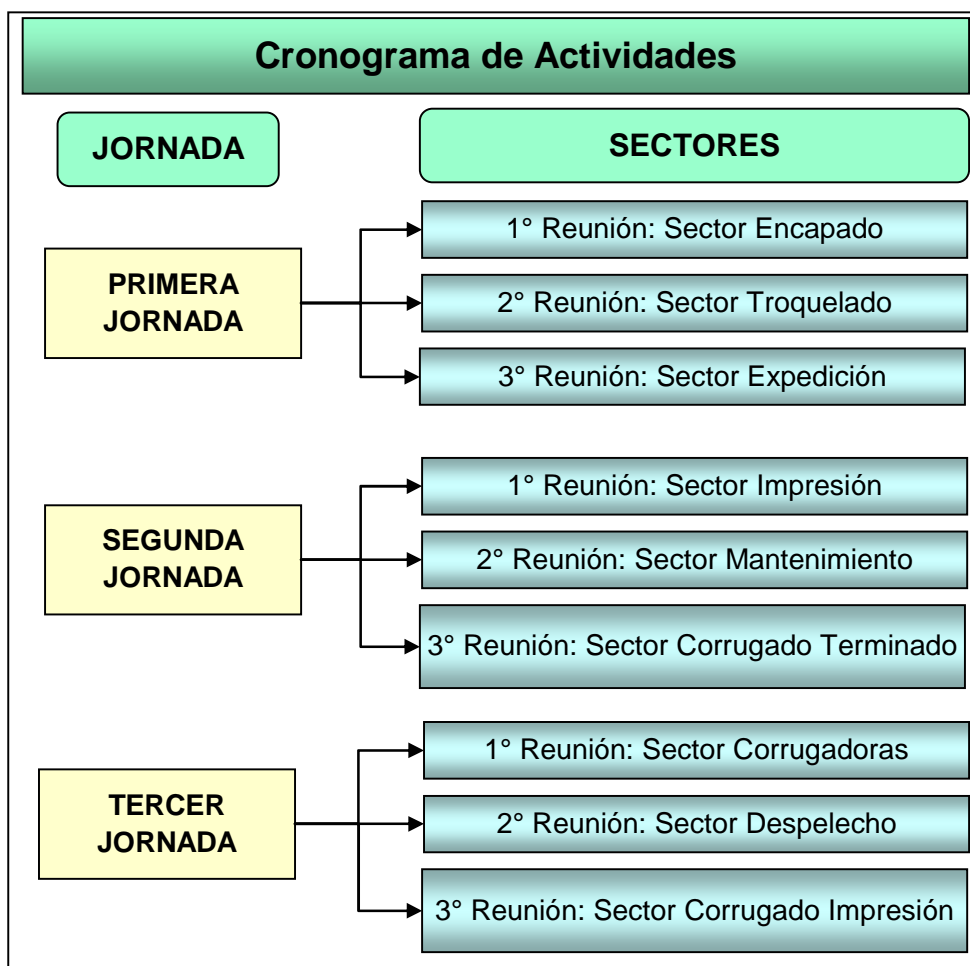 Cronograma de Actividades
JORNADA
SECTORES
PRIMERA
JORNADA
1° Reunión: Sector Encapado
2° Reunión: Sector Troquelado
3° Reunión: Sector Expedición
SEGUNDA
JORNADA
1° Reunión: Sector Impresión
2° Reunión: Sector Mantenimiento
3° Reunión: Sector Corrugado Terminado
TERCER
JORNADA
1° Reunión: Sector Corrugadoras
2° Reunión: Sector Despelecho
3° Reunión: Sector Corrugado Impresión